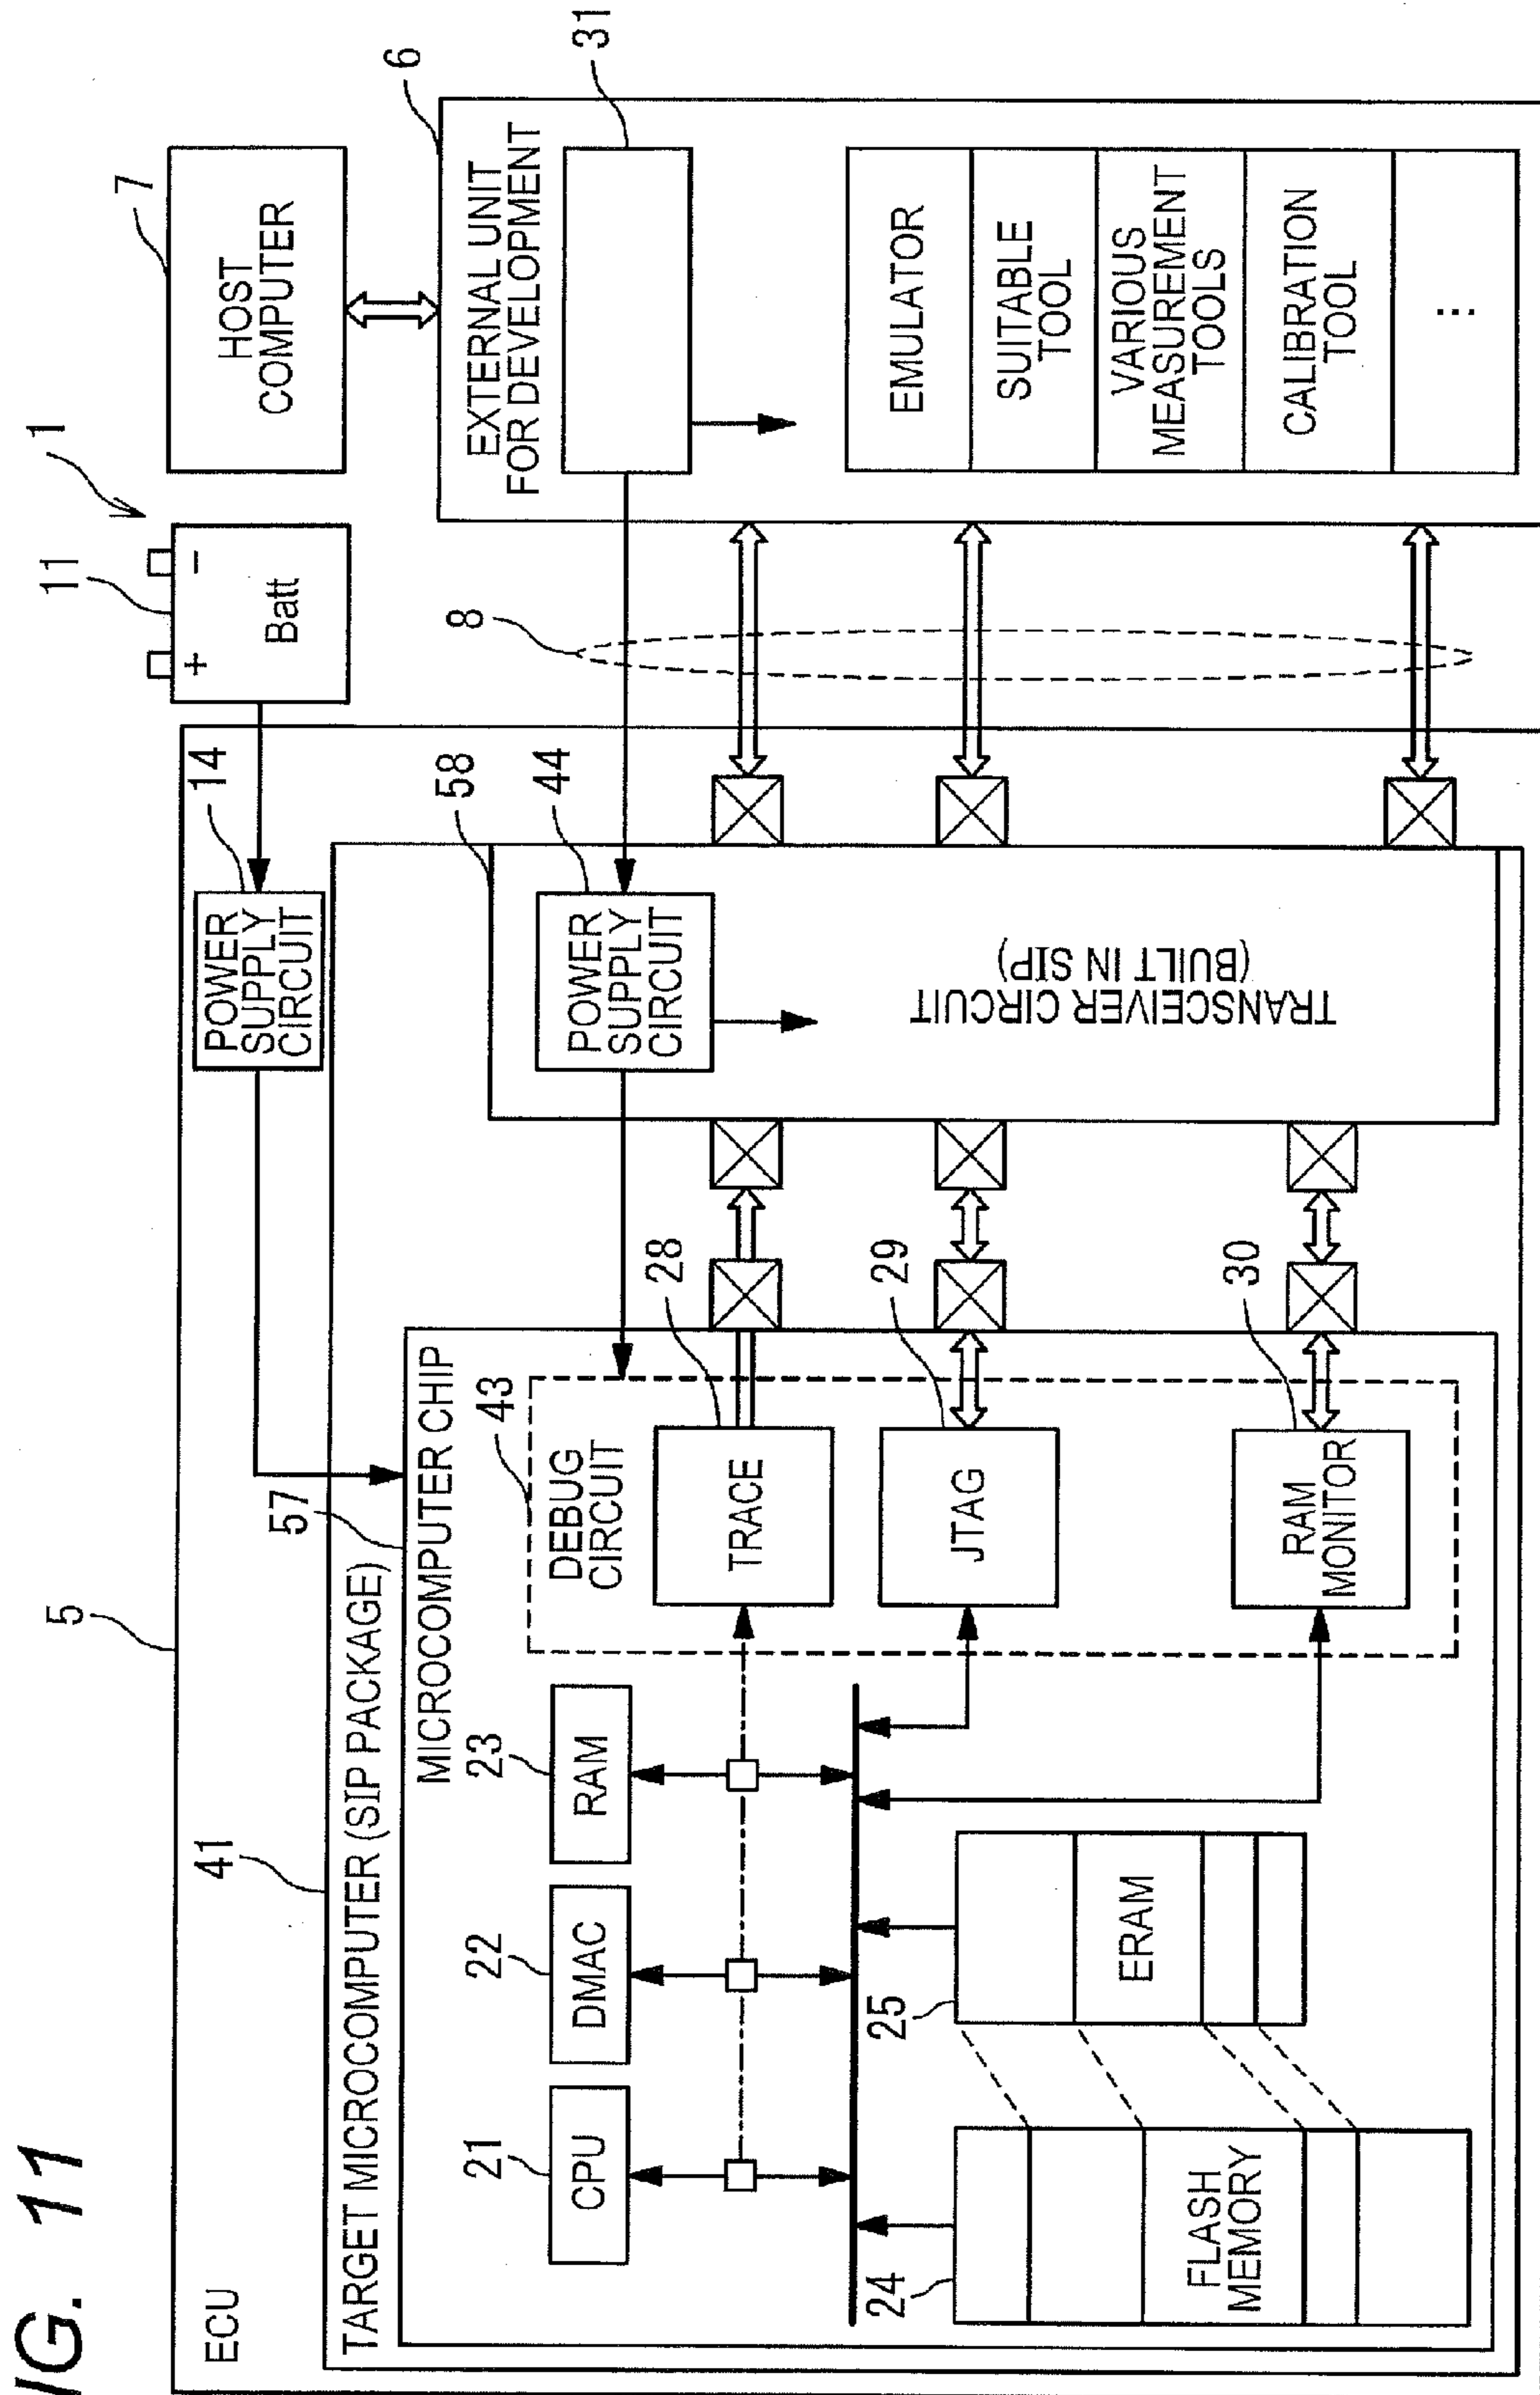 IG. 11
5
1
ECU
11
+
−
Batt
7
HOST
COMPUTER
14
POWER
SUPPLY
CIRCUIT
41
TARGET MICROCOMPUTER (SIP PACKAGE)
57
MICROCOMPUTER CHIP
21
CPU
22
DMAC
23
RAM
43
DEBUG
CIRCUIT
28
TRACE
29
JTAG
30
RAM
MONITOR
24
FLASH
MEMORY
25
ERAM
58
44
POWER
SUPPLY
CIRCUIT
TRANSCEIVER CIRCUIT
(BUILT IN SIP)
8
6
EXTERNAL UNIT
FOR DEVELOPMENT
31
EMULATOR
SUITABLE
TOOL
VARIOUS
MEASUREMENT
TOOLS
CALIBRATION
TOOL
...